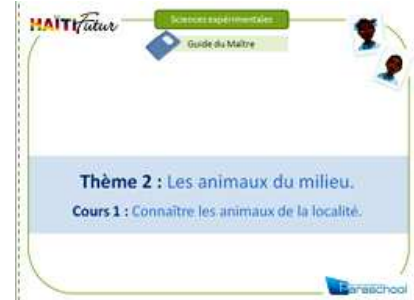 HAÏTI Futur
Sciences expérimentales
Guide du Maître
Thème 2 : Les animaux du milieu.
Cours 1 : Connaître les animaux de la localité.
Paraschool